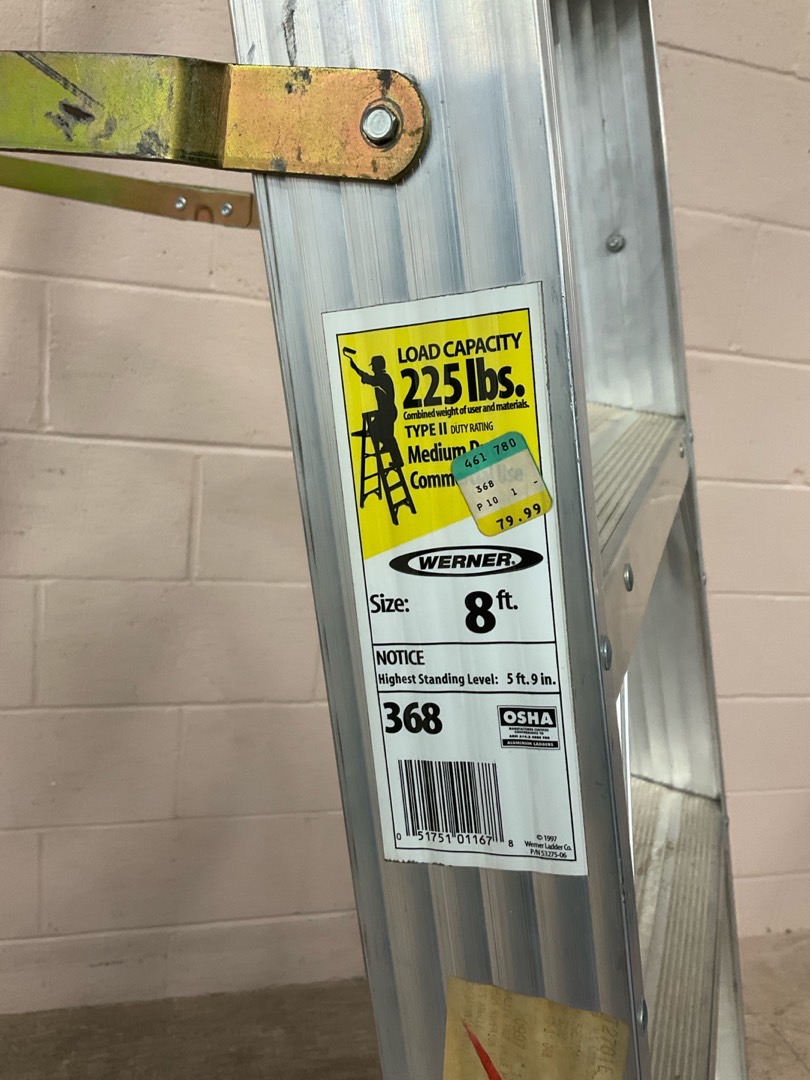 LOAD CAPACITY
225 lbs.
Combined weight of user and materials.
TYPE II DUTY RATING
Medium
461 780
368
P 10 1 -
79.99
WERNER®
Size: 8 ft.
NOTICE
Highest Standing Level: 5 ft. 9 in.
368
OSHA
ALUMINUM LADDERS
0 51751 01167 8
© 1997
Werner Ladder Co.
P/N 53275-06